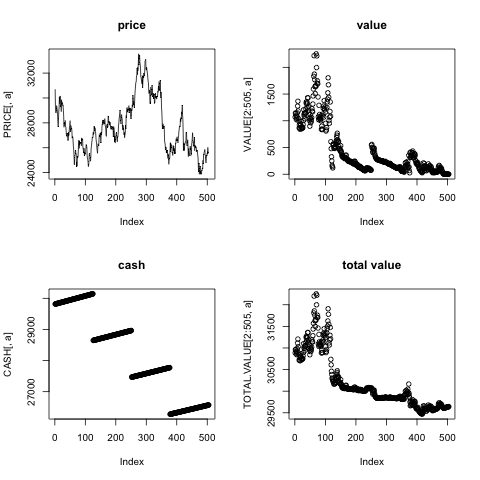 price
PRICE[, a]
24000 26000 28000 32000
0 100 200 300 400 500
Index
value
VALUE[2:505, a]
0 500 1500
0 100 200 300 400 500
Index
cash
CASH[, a]
27000 29000
0 100 200 300 400 500
Index
total value
TOTAL.VALUE[2:505, a]
29500 30500 31500
0 100 200 300 400 500
Index